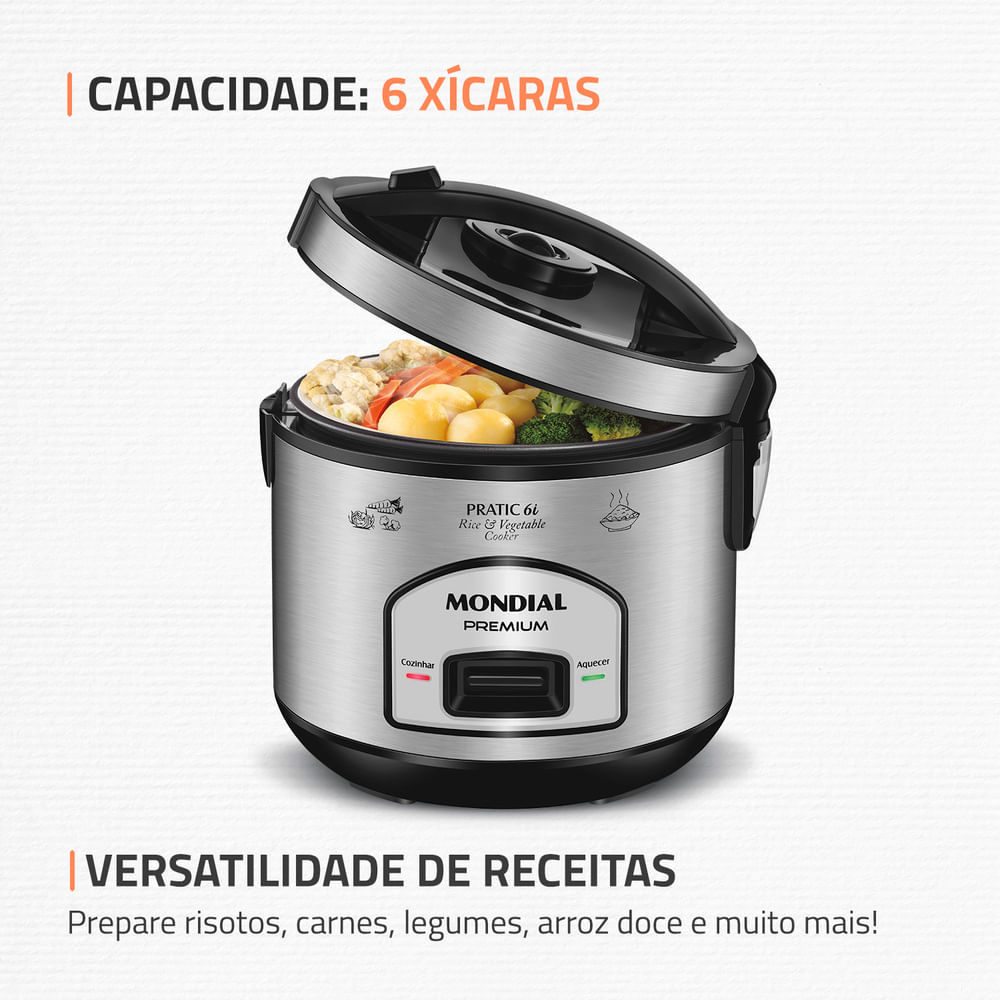 CAPACIDADE: 6 XÍCARAS
PRATIC 6i
Rice & Vegetable
Cooker
MONDIAL
PREMIUM
Cozinhar
Aquecer
VERSATILIDADE DE RECEITAS
Prepare risotos, carnes, legumes, arroz doce e muito mais!